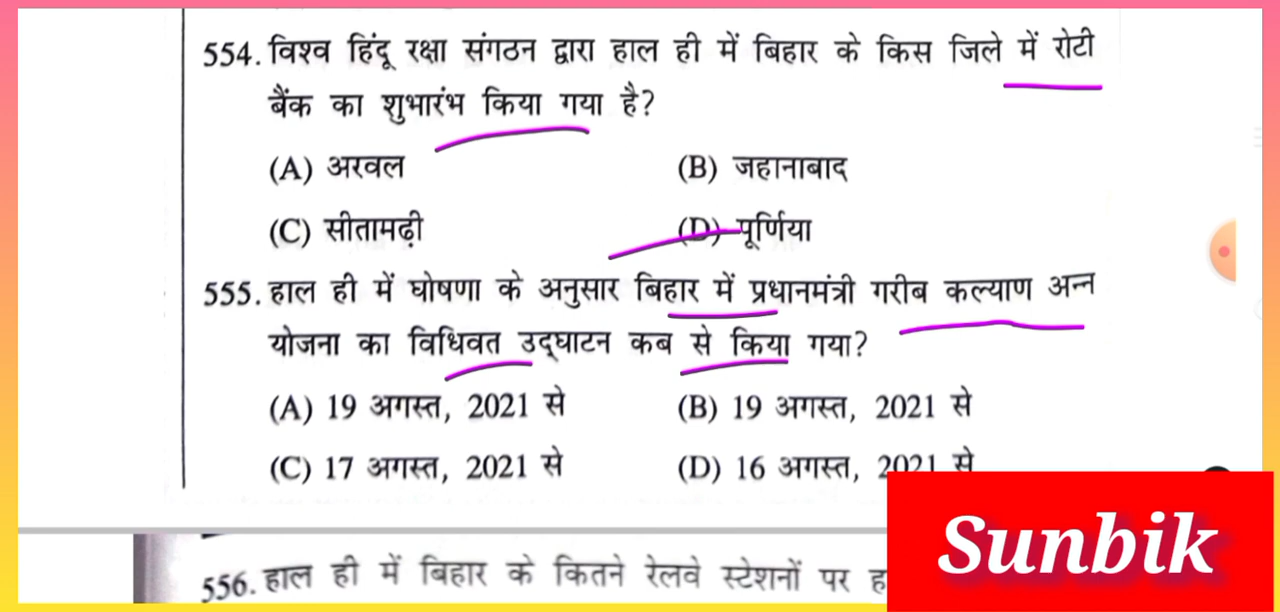 554. विश्व हिंदू रक्षा संगठन द्वारा हाल ही में बिहार के किस जिले में रोटी
बैंक का शुभारंभ किया गया है?
(A) अरवल (B) जहानाबाद
(C) सीतामढ़ी (D) पूर्णिया
555. हाल ही में घोषणा के अनुसार बिहार में प्रधानमंत्री गरीब कल्याण अन्न
योजना का विधिवत उद्घाटन कब से किया गया?
(A) 19 अगस्त, 2021 से (B) 19 अगस्त, 2021 से
(C) 17 अगस्त, 2021 से (D) 16 अगस्त, 2021 से
556. हाल ही में बिहार के कितने रेलवे स्टेशनों पर
Sunbik